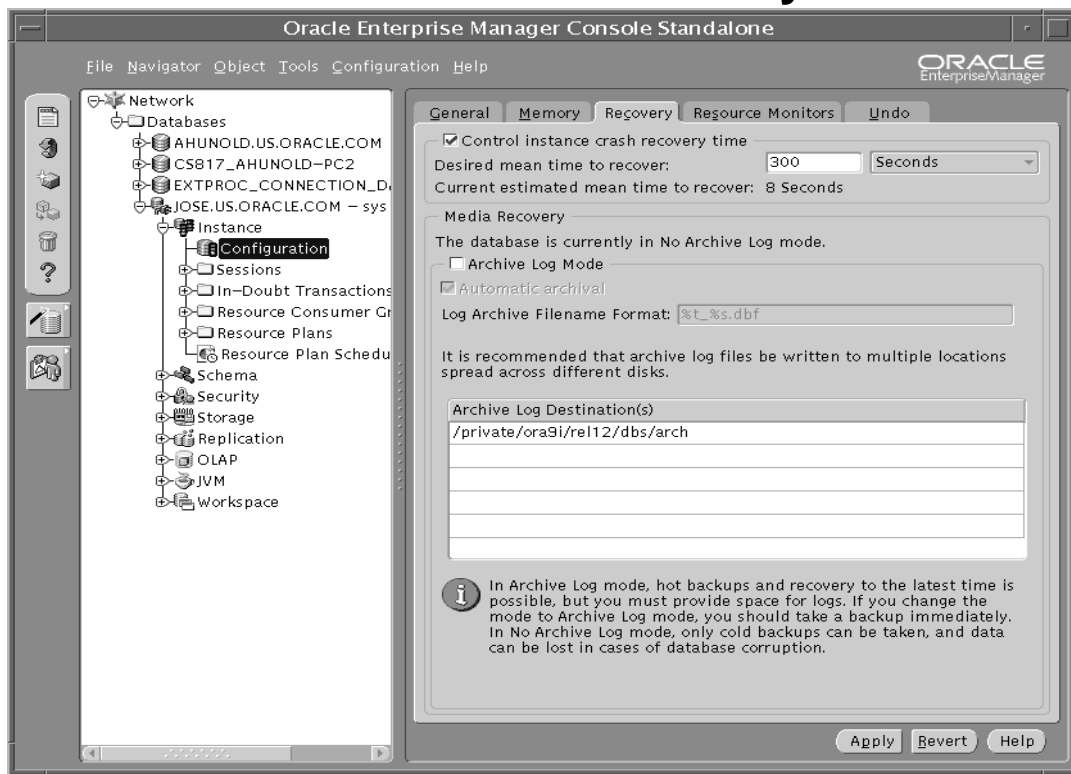 Oracle Enterprise Manager Console Standalone
File Navigator Object Tools Configuration Help
ORACLE
EnterpriseManager
Network
Databases
AHUNOLD.US.ORACLE.COM
CS817_AHUNOLD-PC2
EXTPROC_CONNECTION_D
JOSE.US.ORACLE.COM - sys
Instance
Configuration
Sessions
In-Doubt Transactions
Resource Consumer Gr
Resource Plans
Resource Plan Schedu
Schema
Security
Storage
Replication
OLAP
JVM
Workspace
General Memory Recovery Resource Monitors Undo
Control instance crash recovery time
Desired mean time to recover: 300 Seconds
Current estimated mean time to recover: 8 Seconds
Media Recovery
The database is currently in No Archive Log mode.
Archive Log Mode
Automatic archival
Log Archive Filename Format: %t_%s.dbf
It is recommended that archive log files be written to multiple locations
spread across different disks.
Archive Log Destination(s)
/private/ora9i/rel12/dbs/arch
In Archive Log mode, hot backups and recovery to the latest time is
possible, but you must provide space for logs. If you change the
mode to Archive Log mode, you should take a backup immediately.
In No Archive Log mode, only cold backups can be taken, and data
can be lost in cases of database corruption.
Apply Revert Help